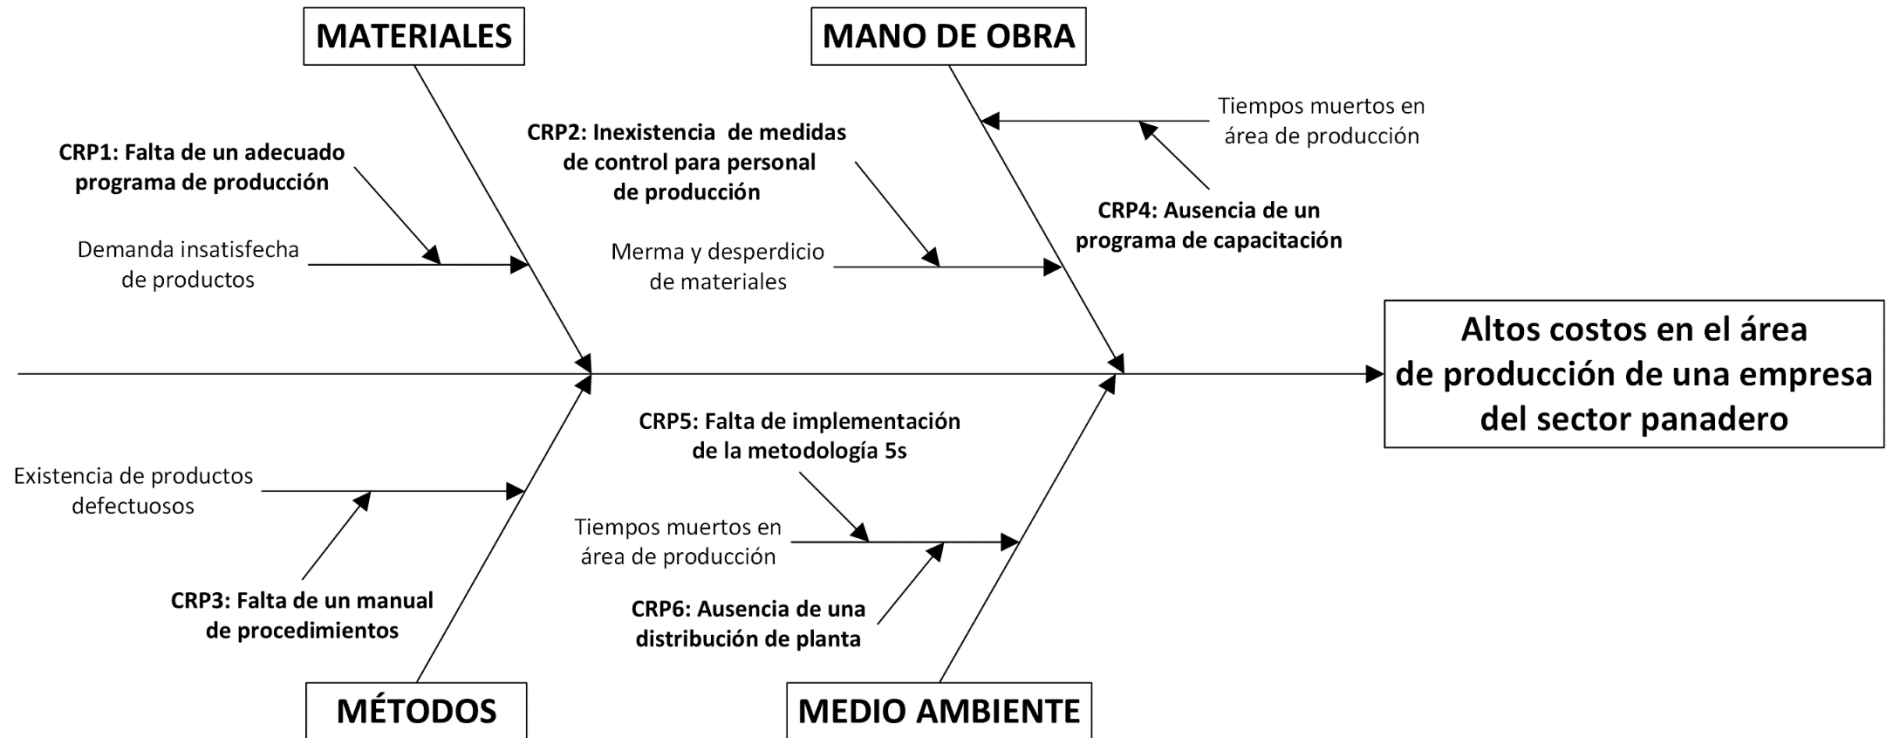 MATERIALES
MANO DE OBRA
CRP1: Falta de un adecuado
programa de producción
Demanda insatisfecha
de productos
CRP2: Inexistencia  de medidas
de control para personal
de producción
Merma y desperdicio
de materiales
Tiempos muertos en
área de producción
CRP4: Ausencia de un
programa de capacitación
Altos costos en el área
de producción de una empresa
del sector panadero
Existencia de productos
defectuosos
CRP3: Falta de un manual
de procedimientos
CRP5: Falta de implementación
de la metodología 5s
Tiempos muertos en
área de producción
CRP6: Ausencia de una
distribución de planta
MÉTODOS
MEDIO AMBIENTE